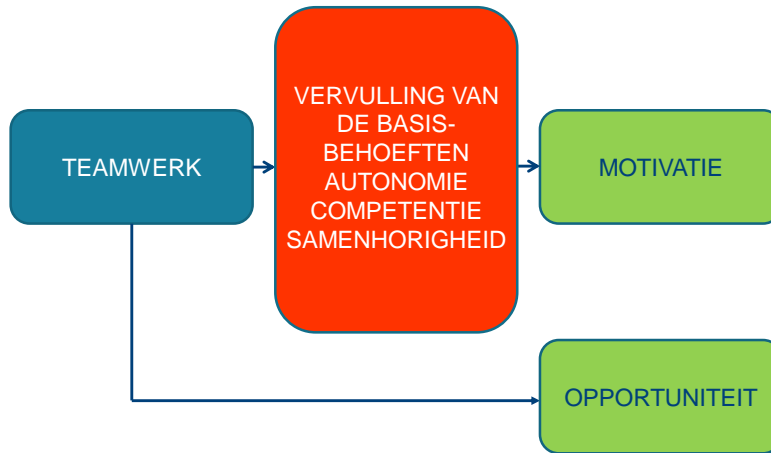 TEAMWERK
VERVULLING VAN
DE BASIS-
BEHOEFTEN
AUTONOMIE
COMPETENTIE
SAMENHORIGHEID
MOTIVATIE
OPPORTUNITEIT